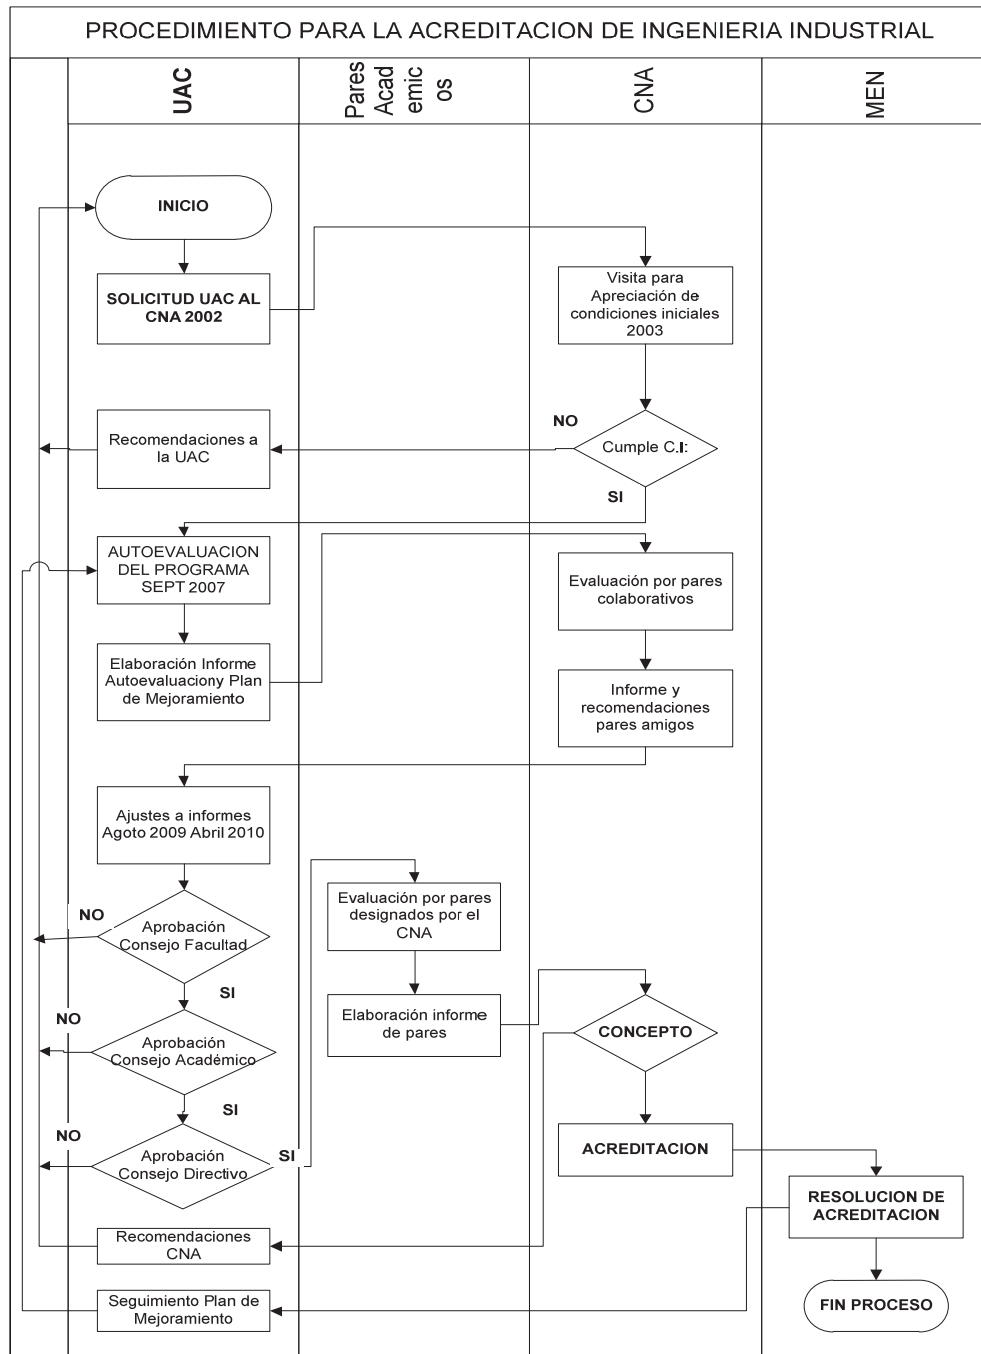 PROCEDIMIENTO PARA LA ACREDITACION DE INGENIERIA INDUSTRIAL
UAC
Pares
Acad
emic
os
CNA
MEN
INICIO
SOLICITUD UAC AL
CNA 2002
Visita para
Apreciación de
condiciones iniciales
2003
NO
Recomendaciones a
la UAC
Cumple C.I:
SI
AUTOEVALUACION
DEL PROGRAMA
SEPT 2007
Evaluación por pares
colaborativos
Elaboración Informe
Autoevaluaciony Plan
de Mejoramiento
Informe y
recomendaciones
pares amigos
Ajustes a informes
Agoto 2009 Abril 2010
Evaluación por pares
designados por el
CNA
NO
Aprobación
Consejo Facultad
SI
Elaboración informe
de pares
CONCEPTO
NO
Aprobación
Consejo Académico
SI
NO
Aprobación
Consejo Directivo
SI
ACREDITACION
RESOLUCION DE
ACREDITACION
Recomendaciones
CNA
Seguimiento Plan de
Mejoramiento
FIN PROCESO